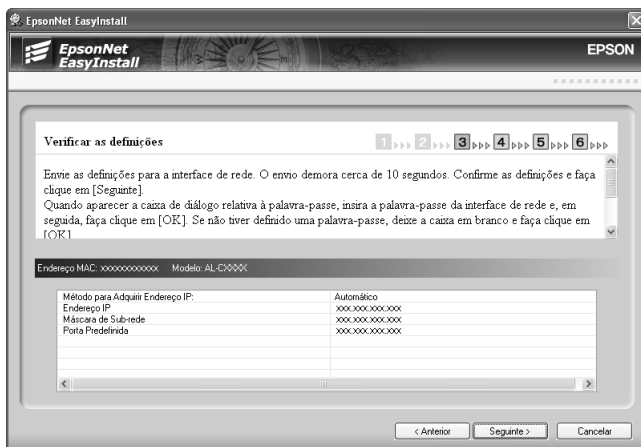 EpsonNet EasyInstall
EpsonNet
EasyInstall
EPSON
Verificar as definições
1 2 3 4 5 6
Envie as definições para a interface de rede. O envio demora cerca de 10 segundos. Confirme as definições e faça
clique em [Seguinte].
Quando aparecer a caixa de diálogo relativa à palavra-passe, insira a palavra-passe da interface de rede e, em
seguida, faça clique em [OK]. Se não tiver definido uma palavra-passe, deixe a caixa em branco e faça clique em
[OK]
Endereço MAC: xxxxxxxxxxxx Modelo: AL-CXXXX
Método para Adquirir Endereço IP: Automático
Endereço IP xxx.xxx.xxx.xxx
Máscara de Sub-rede xxx.xxx.xxx.xxx
Porta Predefinida xxx.xxx.xxx.xxx
< Anterior Seguinte > Cancelar